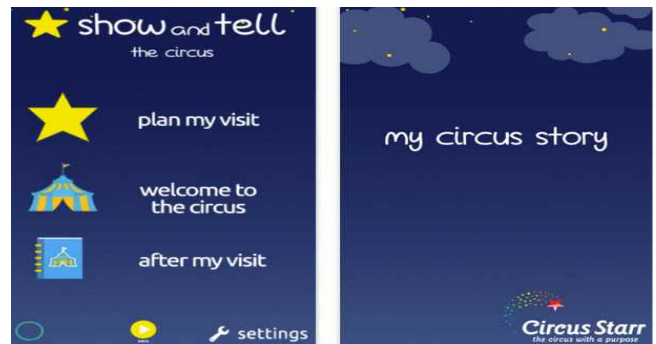 show and tell
the circus
plan my visit
welcome to
the circus
after my visit
settings
my circus story
Circus Starr
the circus with a purpose